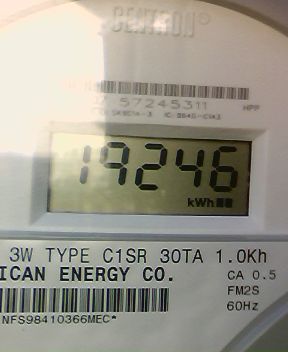 CENTRON®
57245311 HPP
19246
kWh
3W TYPE C1SR 30TA 1.0Kh
ICAN ENERGY CO. CA 0.5
FM2S
60Hz
NFS98410366MEC*